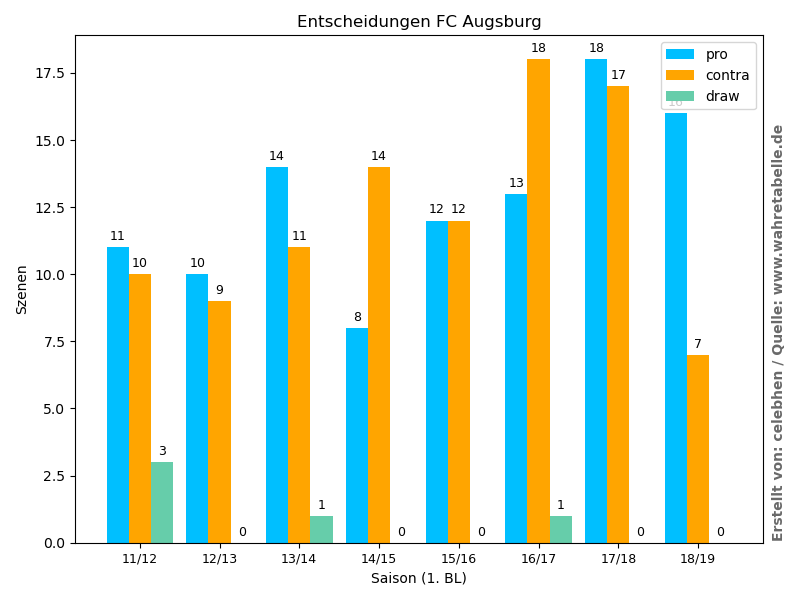 Entscheidungen FC Augsburg
pro
contra
draw
17.5
15.0
12.5
10.0
7.5
5.0
2.5
0.0
Szenen
11 10 3
10 9 0
14 11 1
8 14 0
12 12 0
13 18 1
18 17 0
16 7 0
11/12 12/13 13/14 14/15 15/16 16/17 17/18 18/19
Saison (1. BL)
Erstellt von: celebhen / Quelle: www.wahretabelle.de